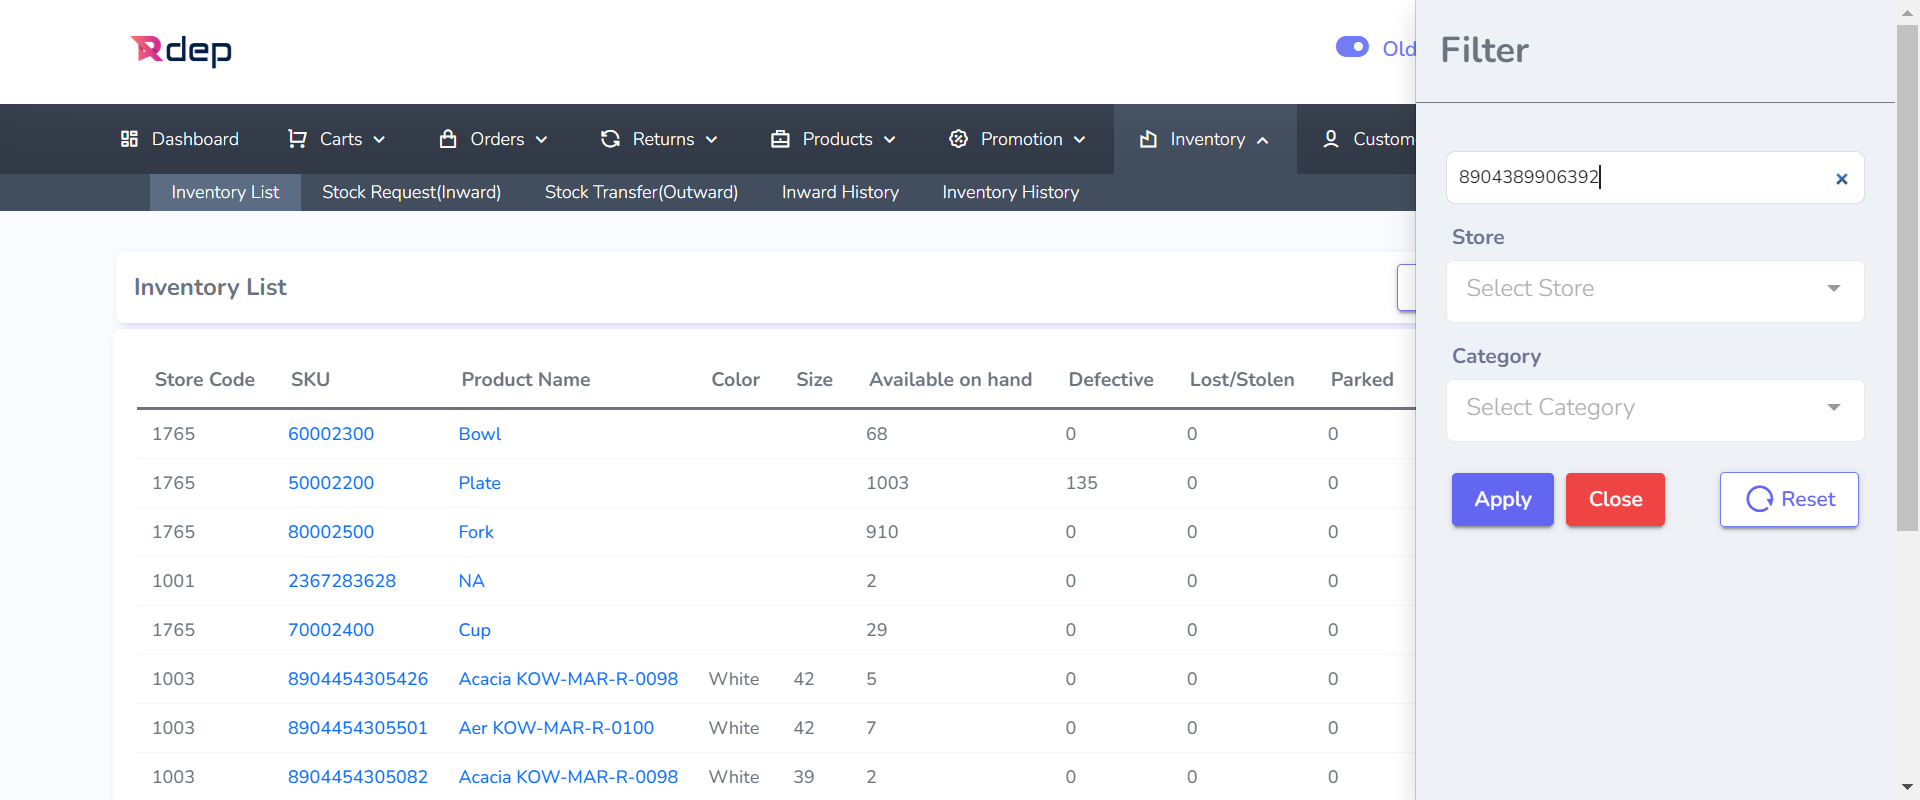 Rdep
Old
Dashboard Carts Orders Returns Products Promotion Inventory Custom
Inventory List Stock Request(Inward) Stock Transfer(Outward) Inward History Inventory History
Inventory List
Store Code SKU Product Name Color Size Available on hand Defective Lost/Stolen Parked
1765 60002300 Bowl 68 0 0 0
1765 50002200 Plate 1003 135 0 0
1765 80002500 Fork 910 0 0 0
1001 2367283628 NA 2 0 0 0
1765 70002400 Cup 29 0 0 0
1003 8904454305426 Acacia KOW-MAR-R-0098 White 42 5 0 0 0
1003 8904454305501 Aer KOW-MAR-R-0100 White 42 7 0 0 0
1003 8904454305082 Acacia KOW-MAR-R-0098 White 39 2 0 0 0
Filter
8904389906392
Store
Select Store
Category
Select Category
Apply Close Reset